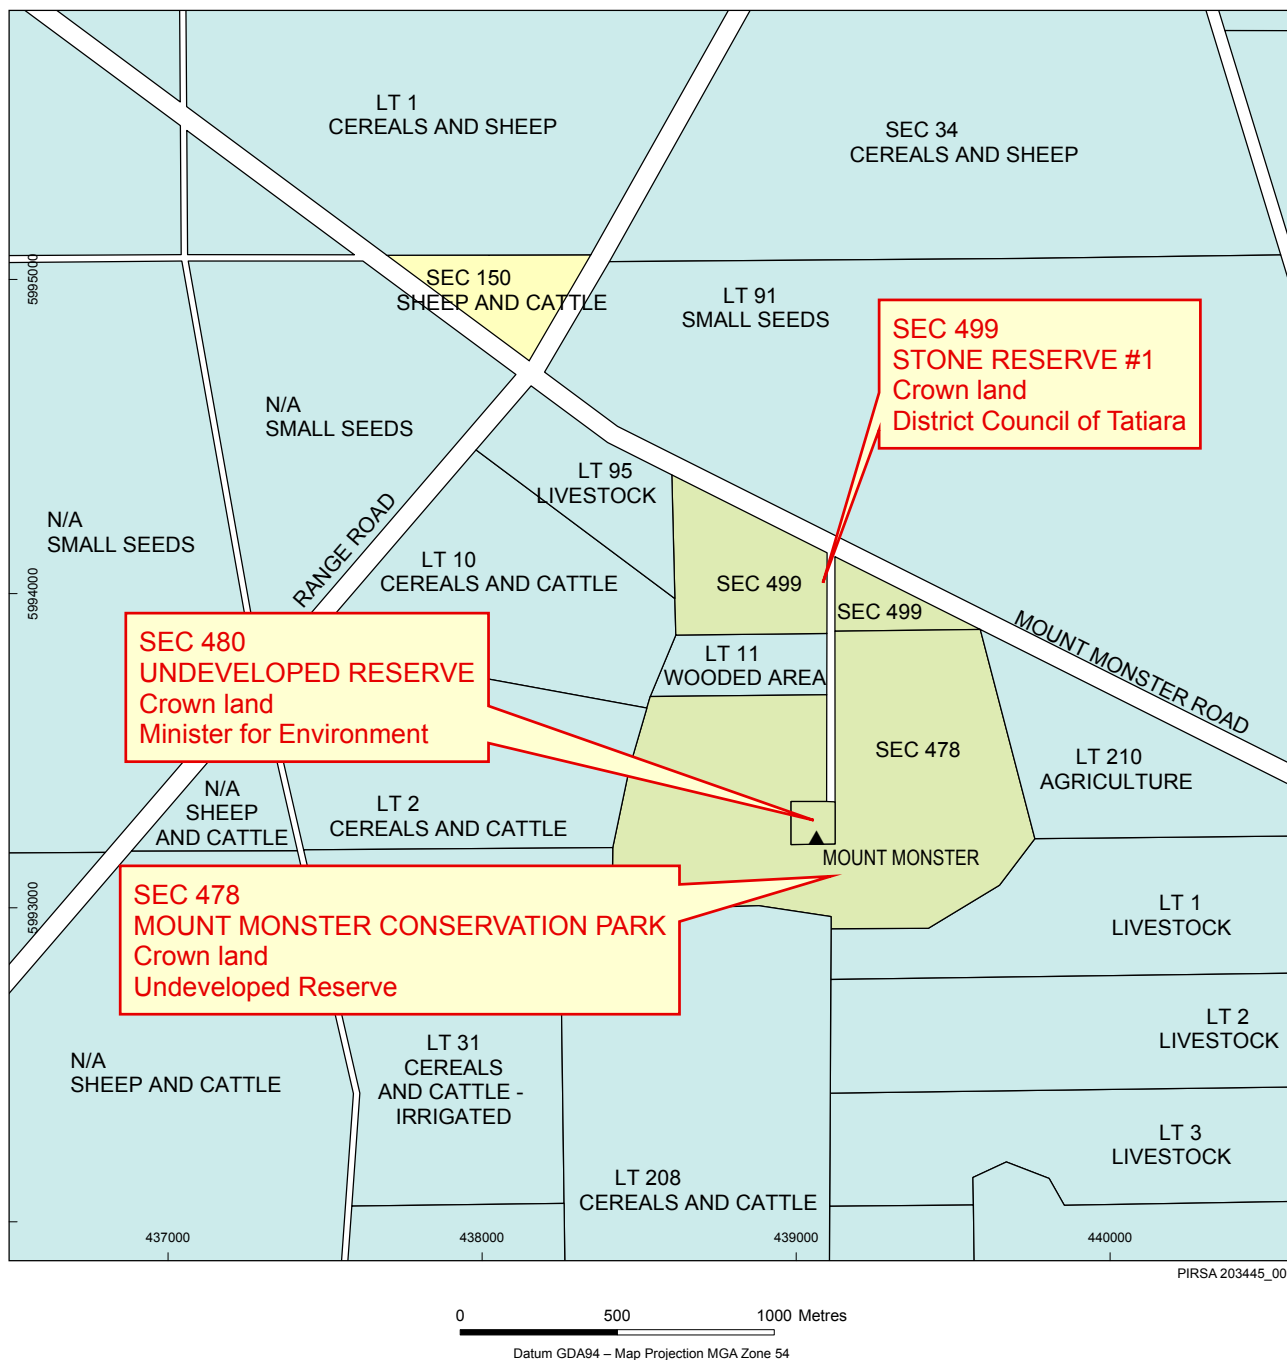 LT 1
CEREALS AND SHEEP
SEC 34
CEREALS AND SHEEP
5995000
SEC 150
SHEEP AND CATTLE
LT 91
SMALL SEEDS
SEC 499
STONE RESERVE #1
Crown land
District Council of Tatiara
N/A
SMALL SEEDS
LT 95
LIVESTOCK
N/A
SMALL SEEDS
RANGE ROAD
LT 10
CEREALS AND CATTLE
SEC 499
5994000
SEC 499
MOUNT MONSTER ROAD
SEC 480
UNDEVELOPED RESERVE
Crown land
Minister for Environment
LT 11
WOODED AREA
SEC 478
LT 210
AGRICULTURE
N/A
SHEEP
AND CATTLE
LT 2
CEREALS AND CATTLE
MOUNT MONSTER
SEC 478
MOUNT MONSTER CONSERVATION PARK
Crown land
Undeveloped Reserve
5993000
LT 1
LIVESTOCK
LT 2
LIVESTOCK
N/A
SHEEP AND CATTLE
LT 31
CEREALS
AND CATTLE -
IRRIGATED
LT 3
LIVESTOCK
LT 208
CEREALS AND CATTLE
437000
438000
439000
440000
PIRSA 203445_00
0 500 1000 Metres
Datum GDA94 – Map Projection MGA Zone 54